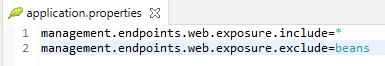 application.properties
1 management.endpoints.web.exposure.include=*
2 management.endpoints.web.exposure.exclude=beans